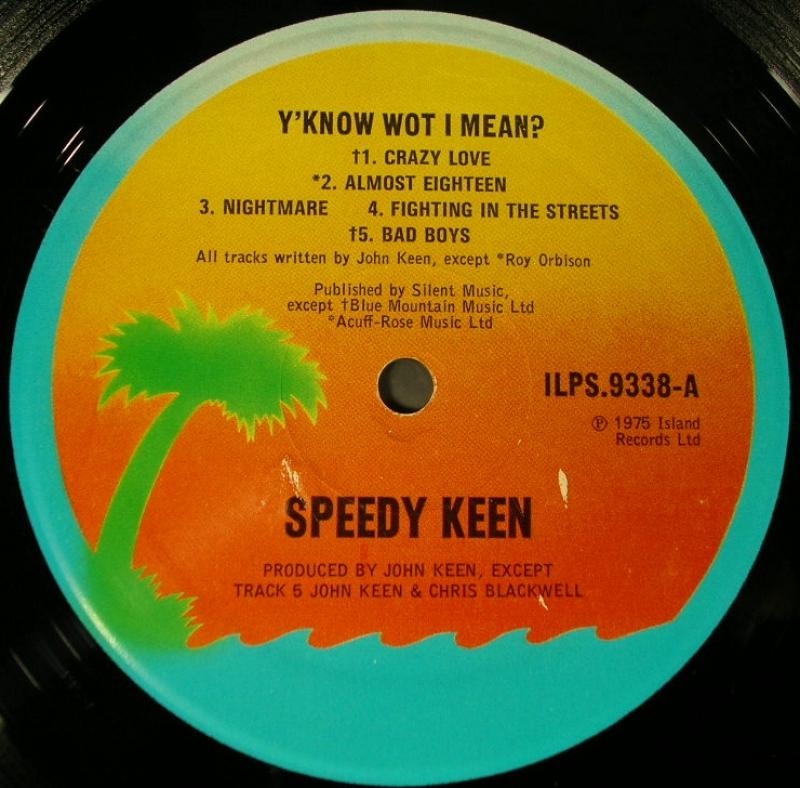 Y'KNOW WOT I MEAN?
†1. CRAZY LOVE
*2. ALMOST EIGHTEEN
3. NIGHTMARE 4. FIGHTING IN THE STREETS
†5. BAD BOYS
All tracks written by John Keen, except *Roy Orbison
Published by Silent Music,
except †Blue Mountain Music Ltd
*Acuff-Rose Music Ltd
ILPS.9338-A
℗ 1975 Island
Records Ltd
SPEEDY KEEN
PRODUCED BY JOHN KEEN, EXCEPT
TRACK 5 JOHN KEEN & CHRIS BLACKWELL